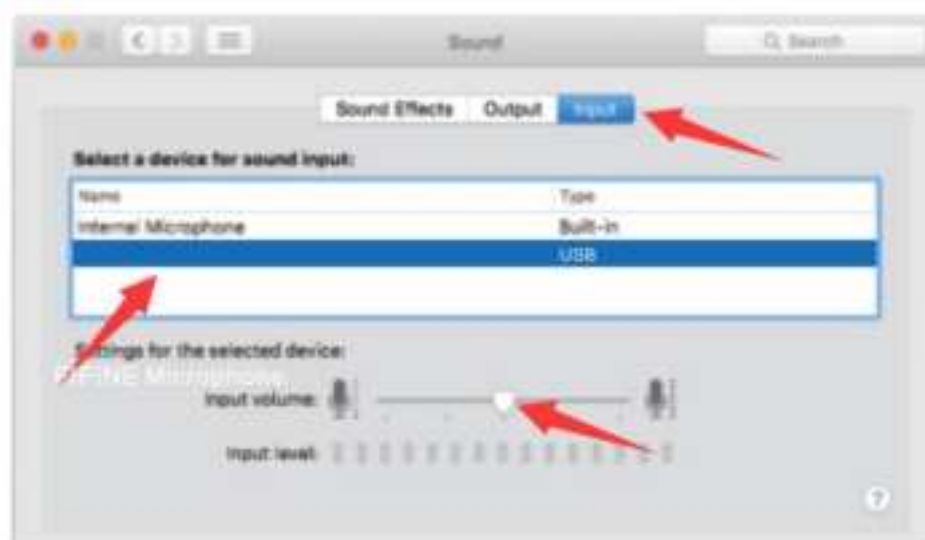 Sound
Search
Sound Effects Output Input
Select a device for sound input:
Name Type
Internal Microphone Built-in
USB
Settings for the selected device:
Microphone
Input volume:
Input level:
?